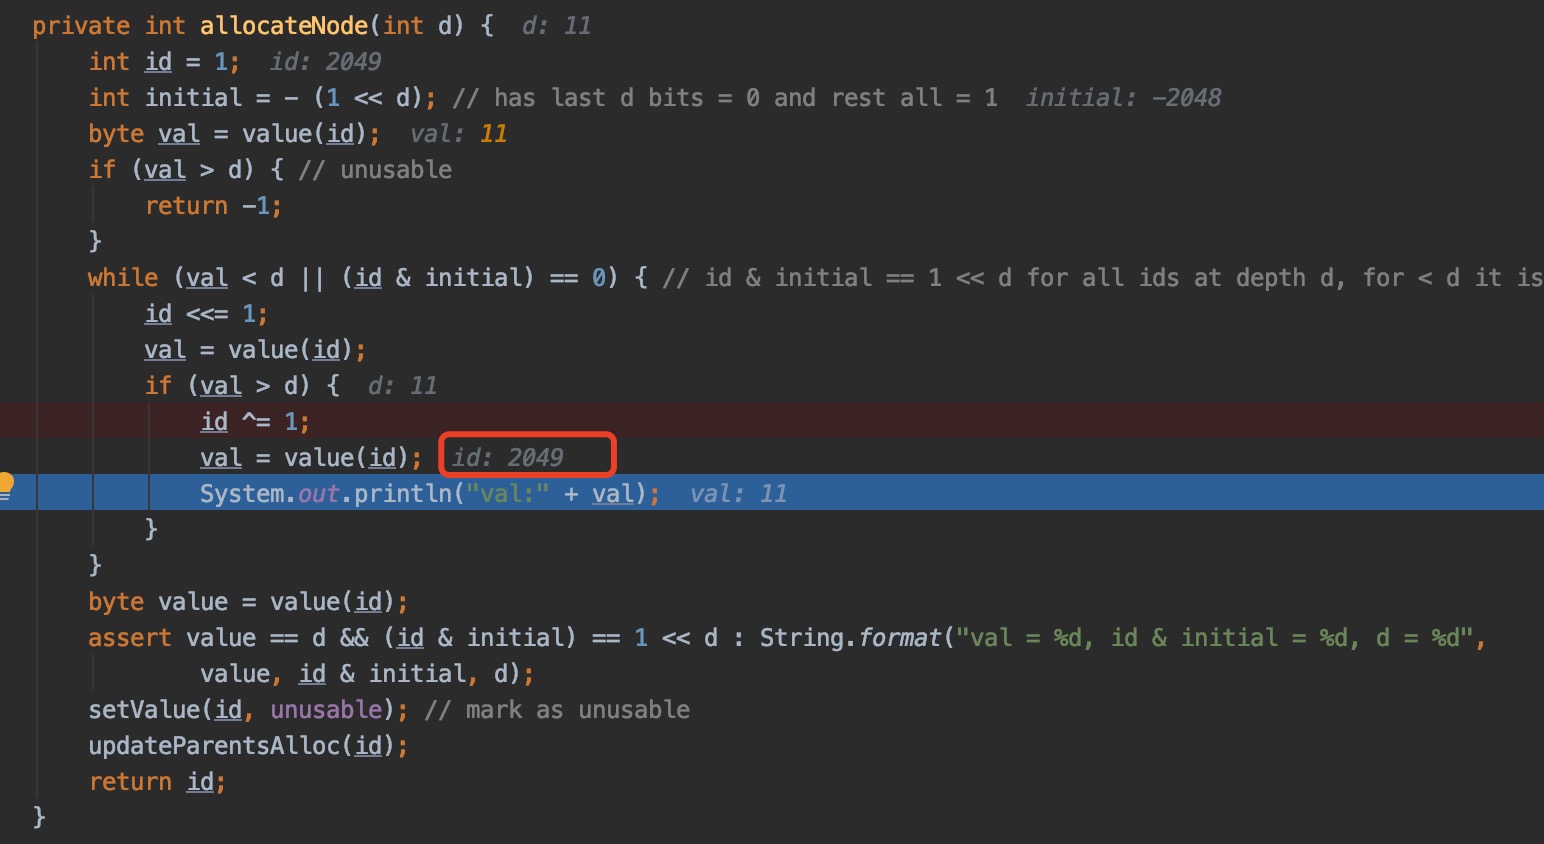 private int allocateNode(int d) {  d: 11
    int id = 1;  id: 2049
    int initial = - (1 << d); // has last d bits = 0 and rest all = 1  initial: -2048
    byte val = value(id);  val: 11
    if (val > d) { // unusable
        return -1;
    }
    while (val < d || (id & initial) == 0) { // id & initial == 1 << d for all ids at depth d, for < d it is
        id <<= 1;
        val = value(id);
        if (val > d) {  d: 11
            id ^= 1;
            val = value(id);  id: 2049
            System.out.println("val:" + val);  val: 11
        }
    }
    byte value = value(id);
    assert value == d && (id & initial) == 1 << d : String.format("val = %d, id & initial = %d, d = %d",
            value, id & initial, d);
    setValue(id, unusable); // mark as unusable
    updateParentsAlloc(id);
    return id;
}